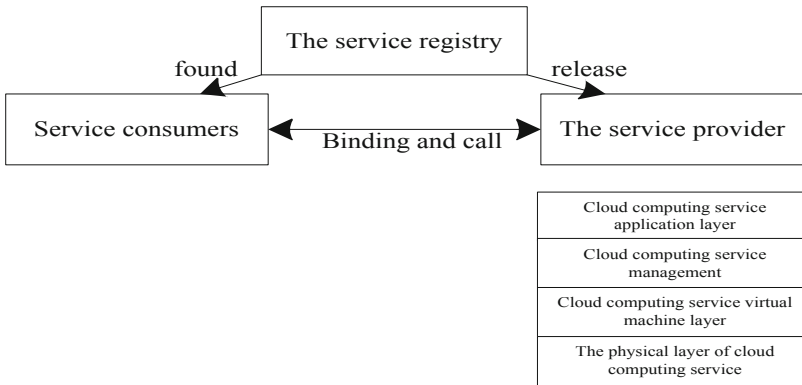 The service registry
found
release
Service consumers
Binding and call
The service provider
Cloud computing service
application layer
Cloud computing service
management
Cloud computing service virtual
machine layer
The physical layer of cloud
computing service